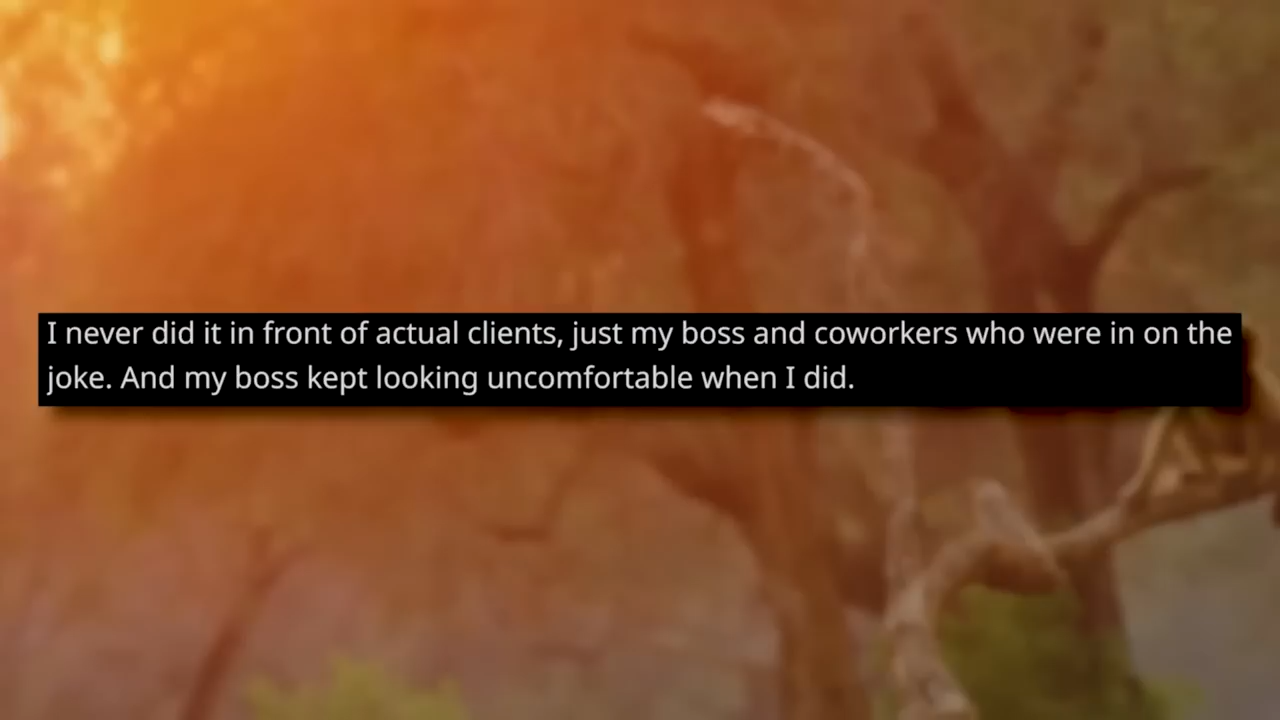 I never did it in front of actual clients, just my boss and coworkers who were in on the
joke. And my boss kept looking uncomfortable when I did.